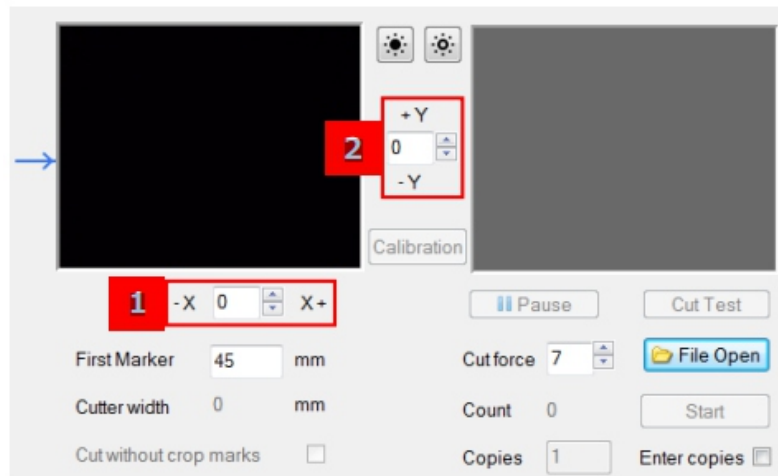 + Y
2
0
- Y
Calibration
1
- X
0
X +
Pause
Cut Test
First Marker
45
mm
Cut force
7
File Open
Cutter width
0
mm
Count
0
Start
Cut without crop marks
Copies
1
Enter copies